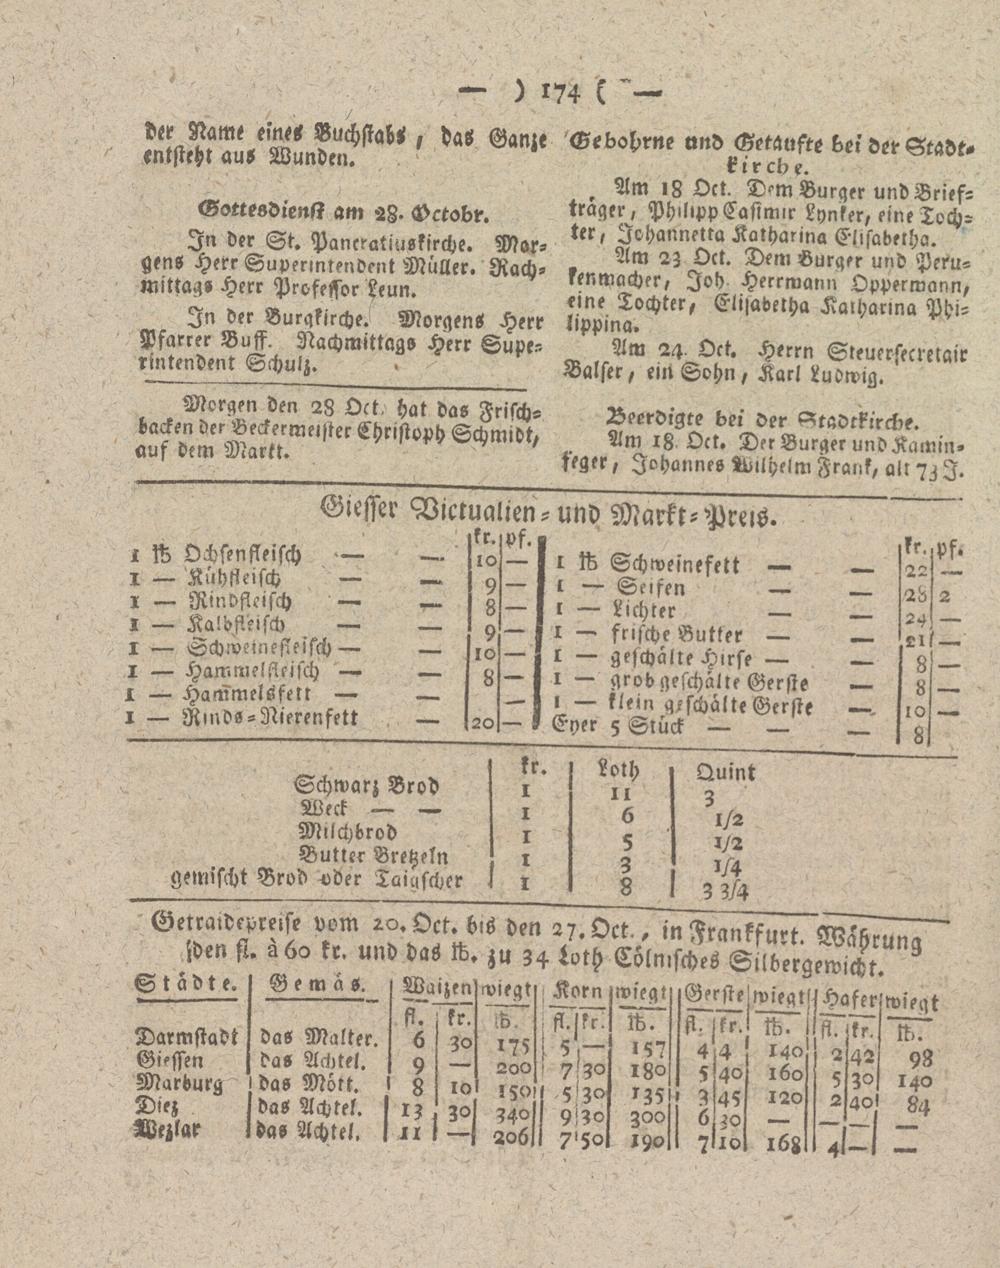 — ) 174 ( —
der Name eines Buchstabs, das Ganze
entsteht aus Wunden.
Gottesdienst am 28. Octobr.
In der St. Pancratiuskirche. Mor-
gens Herr Superintendent Müller. Nach-
mittags Herr Professor Leun.
In der Burgkirche. Morgens Herr
Pfarrer Buff. Nachmittags Herr Supe-
rintendent Schulz.
Morgen den 28 Oct. hat das Frisch-
backen der Beckermeister Christoph Schmidt,
auf dem Markt.
Gebohrne und Getaufte bei der Stadt-
kirche.
Am 18 Oct. Dem Burger und Brief-
träger, Philipp Casimir Lynker, eine Toch-
ter, Johannetta Katharina Elisabetha.
Am 23 Oct. Dem Burger und Peru-
kenmacher, Joh. Herrmann Oppermann,
eine Tochter, Elisabetha Katharina Phi-
lippina.
Am 24. Oct. Herrn Steuersecretair
Balser, ein Sohn, Karl Ludwig.
Beerdigte bei der Stadtkirche.
Am 18. Oct. Der Burger und Kamin-
feger, Johannes Wilhelm Frank, alt 73 J.
Giesser Victualien- und Markt-Preis.
kr. pf.
1 ℔ Ochsenfleisch — — 10 —
1 — Kühfleisch — — 9 —
1 — Rindfleisch — — 8 —
1 — Kalbfleisch — — 9 —
1 — Schweinefleisch — — 10 —
1 — Hammelfleisch — — 8 —
1 — Hammelsfett — — —
1 — Rinds-Nierenfett — 20 —
kr. pf.
1 ℔ Schweinefett — — 22 —
1 — Seifen — — 28 2
1 — Lichter — — 24 —
1 — frische Butter — — 21 —
1 — geschälte Hirse — — 8 —
1 — grob geschälte Gerste — 8 —
1 — klein geschälte Gerste — 10 —
Eyer 5 Stück — — — 8
kr. Loth Quint
Schwarz Brod 1 11 3
Weck — — 1 6 1/2
Milchbrod 1 5 1/2
Butter Bretzeln 1 3 1/4
gemischt Brod oder Taigscher 1 8 3 3/4
Getraidepreise vom 20. Oct. bis den 27. Oct., in Frankfurt. Währung
den fl. à 60 kr. und das ℔. zu 34 Loth Cölnisches Silbergewicht.
Städte. Gemäs. Waizen wiegt Korn wiegt Gerste wiegt Hafer wiegt
fl. kr. ℔. fl. kr. ℔. fl. kr. ℔. fl. kr. ℔.
Darmstadt das Malter. 6 30 175 5 — 157 4 4 140 2 42 98
Giessen das Achtel. 9 — 200 7 30 180 5 40 160 5 30 140
Marburg das Mött. 8 10 150 5 30 135 3 45 120 2 40 84
Diez das Achtel. 13 30 340 9 30 300 6 30 — — — —
Wezlar das Achtel. 11 — 206 7 50 190 7 10 168 4 — —